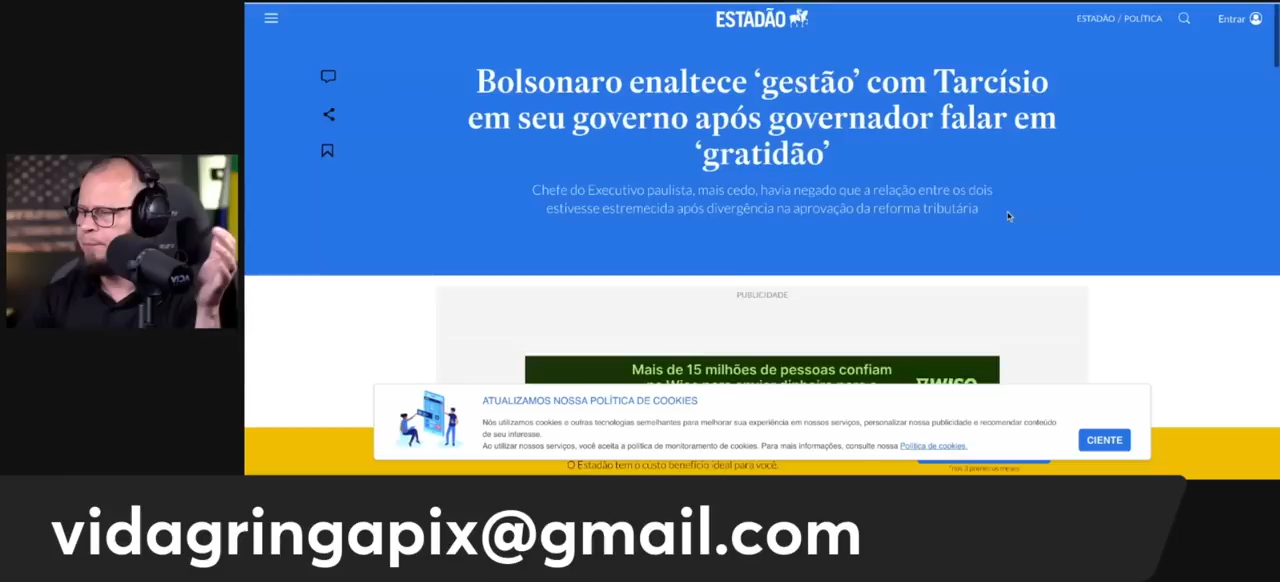 ESTADÃO
ESTADÃO / POLÍTICA
Entrar
Bolsonaro enaltece ‘gestão’ com Tarcísio
em seu governo após governador falar em
‘gratidão’
Chefe do Executivo paulista, mais cedo, havia negado que a relação entre os dois
estivesse estremecida após divergência na aprovação da reforma tributária
PUBLICIDADE
Mais de 15 milhões de pessoas confiam
ATUALIZAMOS NOSSA POLÍTICA DE COOKIES
Nós utilizamos cookies e outras tecnologias semelhantes para melhorar sua experiência em nossos serviços, personalizar nossa publicidade e recomendar conteúdo
de seu interesse.
Ao utilizar nossos serviços, você aceita a política de monitoramento de cookies. Para mais informações, consulte nossa Política de cookies.
CIENTE
O Estadão tem o custo benefício ideal para você.
VIDA
vidagringapix@gmail.com